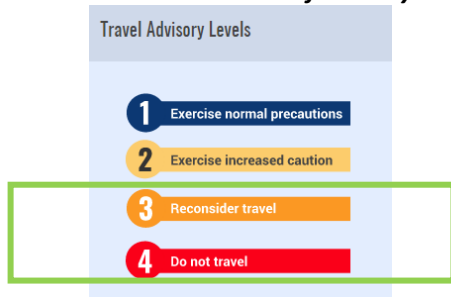 Travel Advisory Levels
1 Exercise normal precautions
2 Exercise increased caution
3 Reconsider travel
4 Do not travel